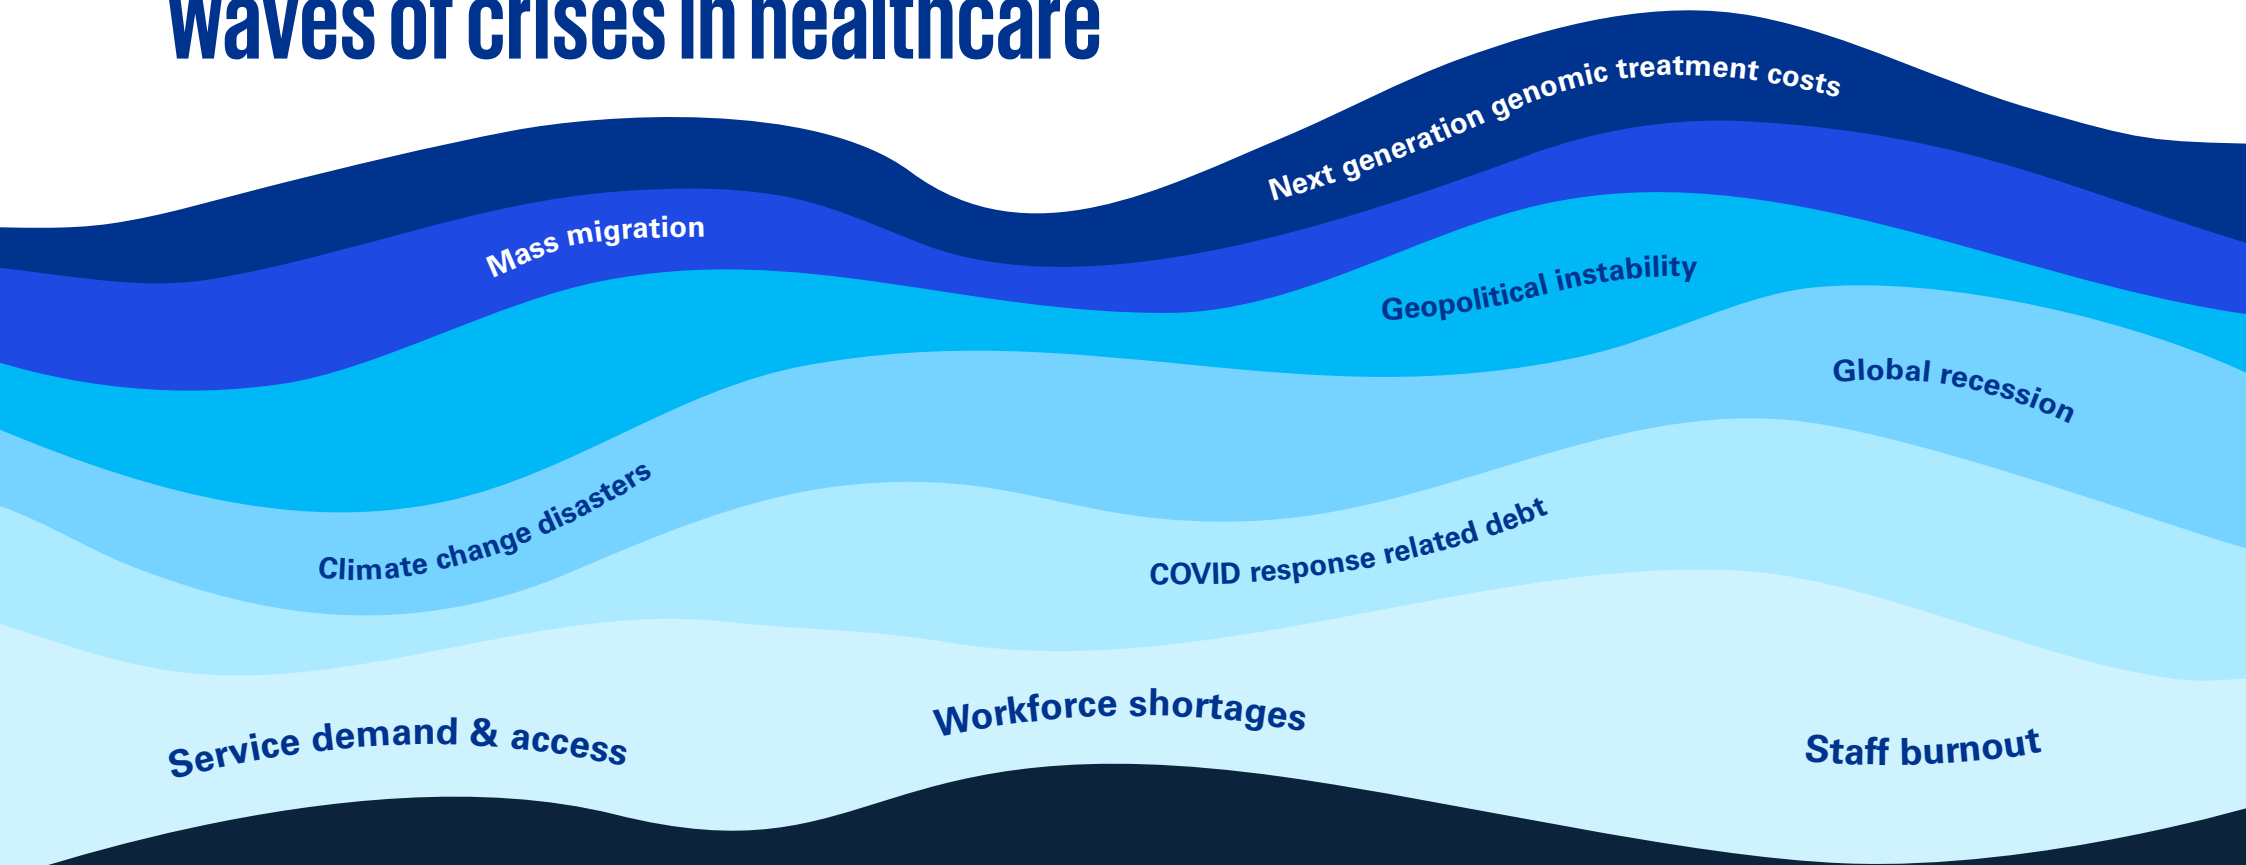 Waves of crises in healthcare
Next generation genomic treatment costs
Mass migration
Geopolitical instability
Global recession
Climate change disasters
COVID response related debt
Service demand & access
Workforce shortages
Staff burnout